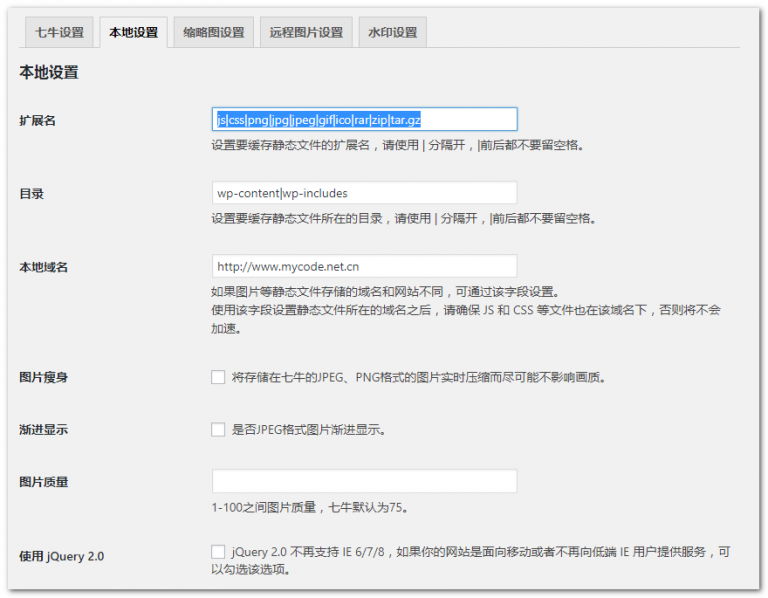 七牛设置 本地设置 缩略图设置 远程图片设置 水印设置
本地设置
扩展名 js|css|png|jpg|jpeg|gif|ico|rar|zip|tar.gz
设置要缓存静态文件的扩展名，请使用 | 分隔开，|前后都不要留空格。
目录 wp-content|wp-includes
设置要缓存静态文件所在的目录，请使用 | 分隔开，|前后都不要留空格。
本地域名 http://www.mycode.net.cn
如果图片等静态文件存储的域名和网站不同，可通过该字段设置。
使用该字段设置静态文件所在的域名之后，请确保 JS 和 CSS 等文件也在该域名下，否则将不会
加速。
图片瘦身 将存储在七牛的JPEG、PNG格式的图片实时压缩而尽可能不影响画质。
渐进显示 是否JPEG格式图片渐进显示。
图片质量
1-100之间图片质量，七牛默认为75。
使用 jQuery 2.0 jQuery 2.0 不再支持 IE 6/7/8，如果你的网站是面向移动或者不再向低端 IE 用户提供服务，可
以勾选该选项。